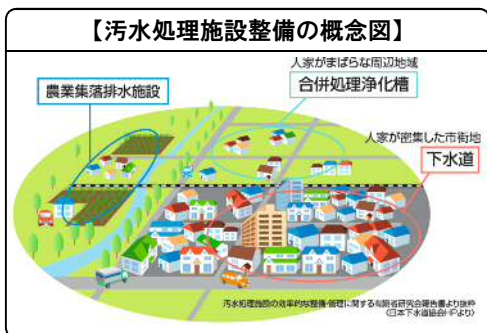 【汚水処理施設整備の概念図】
人家がまばらな周辺地域
合併処理浄化槽
農業集落排水施設
人家が密集した市街地
下水道
汚水処理施設の効率的な整備・管理に関する有識者研究会報告書より抜粋
(日本下水道協会HPより)